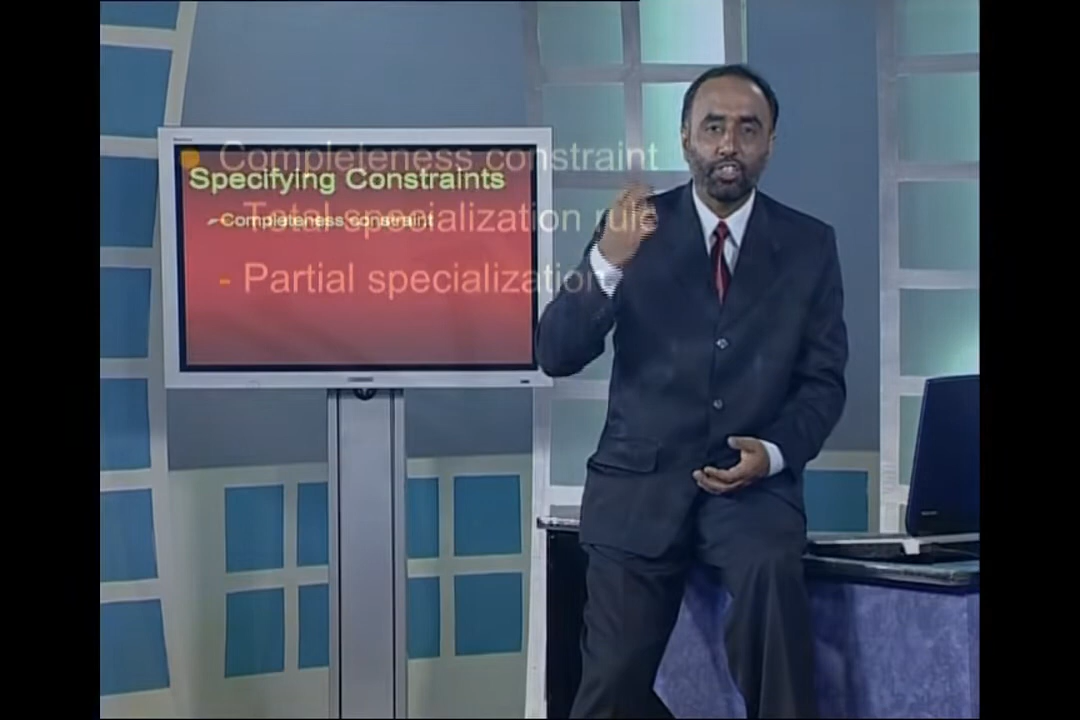 Completeness constraint
Specifying Constraints
- Completeness constraint
- Total specialization rule
- Partial specialization